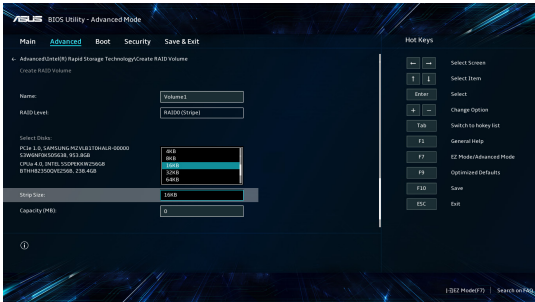 ASUS BIOS Utility - Advanced Mode
Main Advanced Boot Security Save & Exit
Hot Keys
← Advanced\Intel(R) Rapid Storage Technology\Create RAID Volume
Create RAID Volume
Name: Volume1
RAID Level: RAID0 (Stripe)
Select Disks:
PCIe 1.0, SAMSUNG MZVLB1T0HALR-00000
S3W6NF0K505638, 953.8GB
CPUa 4.0, INTEL SSDPEKKW256G8
BTHH82350QVE256B, 238.4GB
4KB
8KB
16KB
32KB
64KB
Strip Size: 16KB
Capacity (MB): 0
← → Select Screen
↑ ↓ Select Item
Enter Select
+ - Change Option
Tab Switch to hokey list
F1 General Help
F7 EZ Mode/Advanced Mode
F9 Optimized Defaults
F10 Save
ESC Exit
EZ Mode(F7) | Search on FAQ